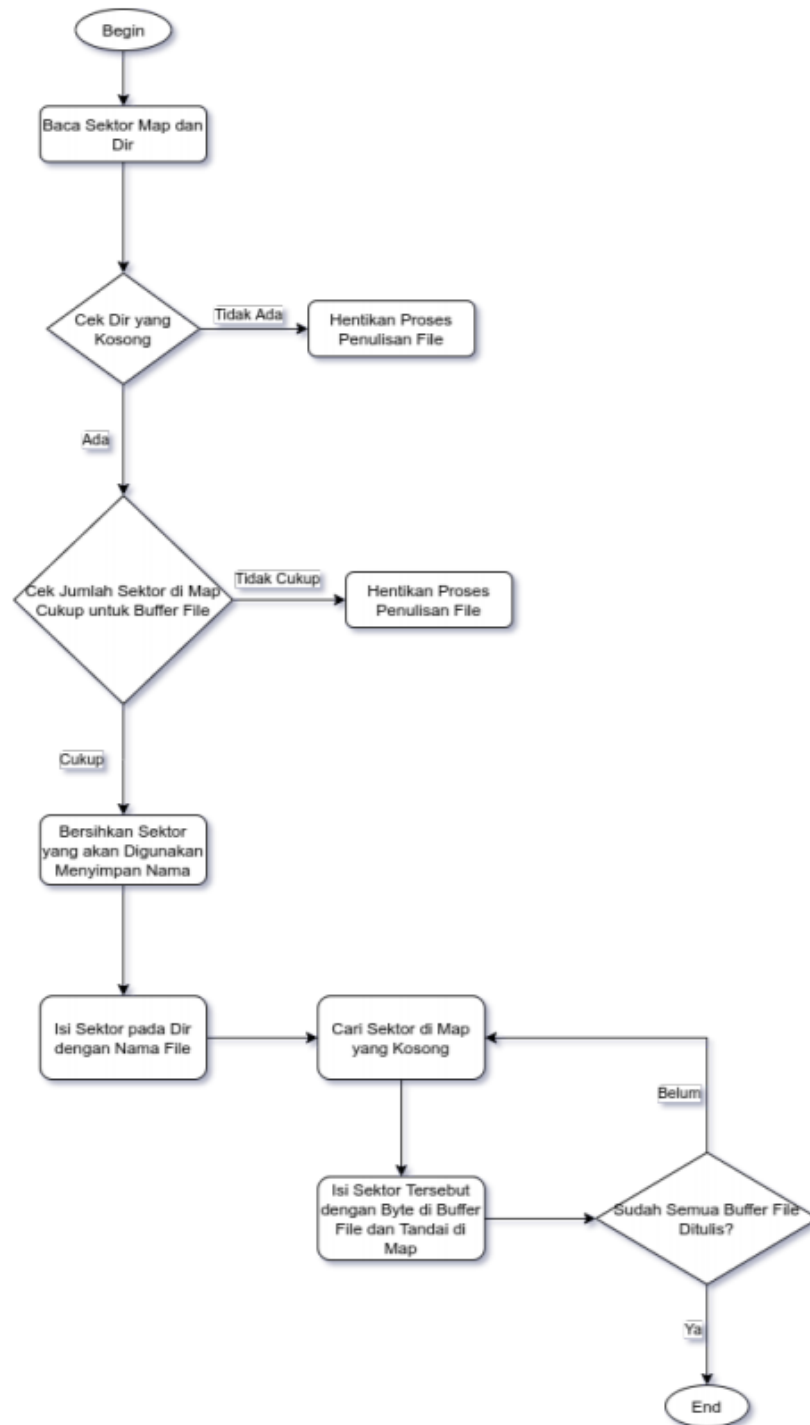 Begin
Baca Sektor Map dan
Dir
Cek Dir yang
Kosong
Tidak Ada
Hentikan Proses
Penulisan File
Ada
Cek Jumlah Sektor di Map
Cukup untuk Buffer File
Tidak Cukup
Hentikan Proses
Penulisan File
Cukup
Bersihkan Sektor
yang akan Digunakan
Menyimpan Nama
Isi Sektor pada Dir
dengan Nama File
Cari Sektor di Map
yang Kosong
Belum
Isi Sektor Tersebut
dengan Byte di Buffer
File dan Tandai di
Map
Sudah Semua Buffer File
Ditulis?
Ya
End